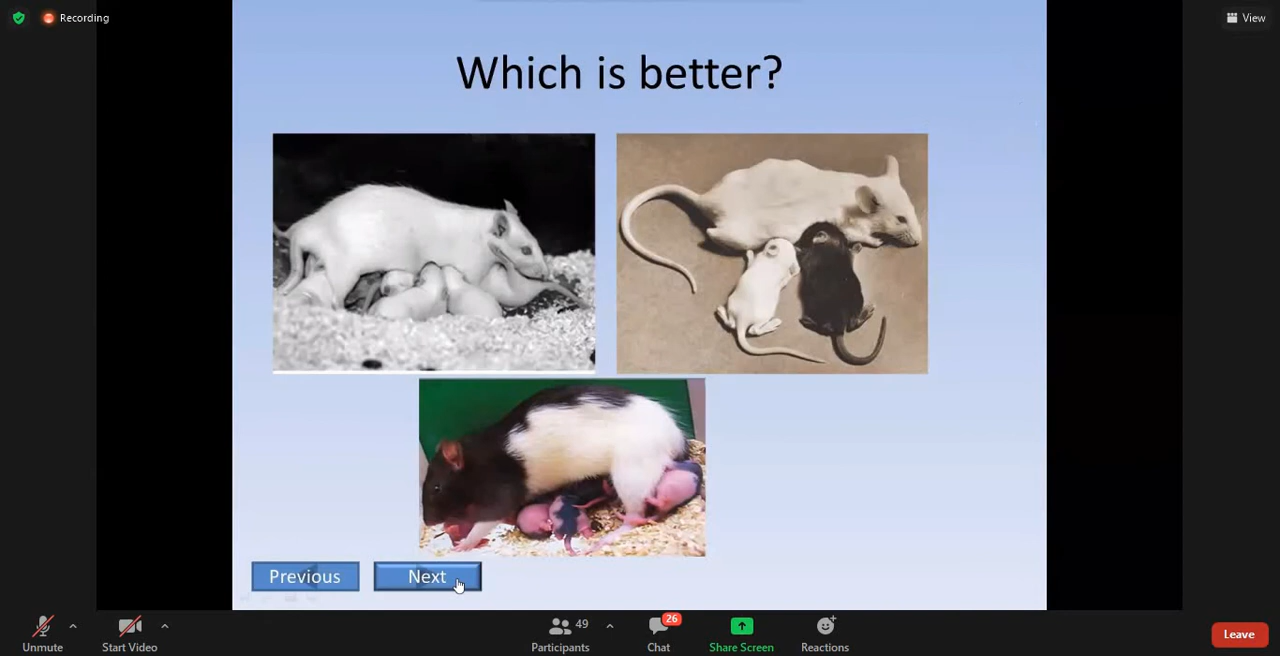 Recording
View
Which is better?
Previous
Next
Unmute
Start Video
49
Participants
26
Chat
Share Screen
Reactions
Leave